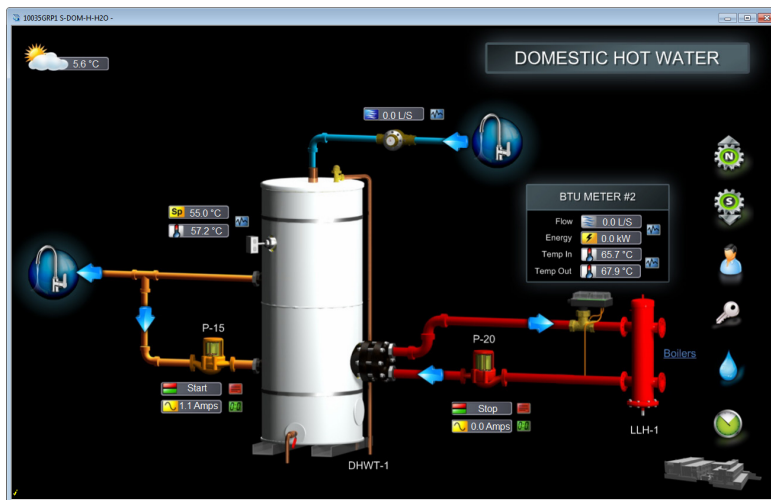 10035GRP1 S-DOM-H-H2O -
5.6 °C
DOMESTIC HOT WATER
0.0 L/S
N
Sp 55.0 °C
57.2 °C
BTU METER #2
Flow 0.0 L/S
Energy 0.0 kW
Temp In 65.7 °C
Temp Out 67.9 °C
S
P-15
P-20
Boilers
Start
1.1 Amps
Stop
0.0 Amps
LLH-1
DHWT-1